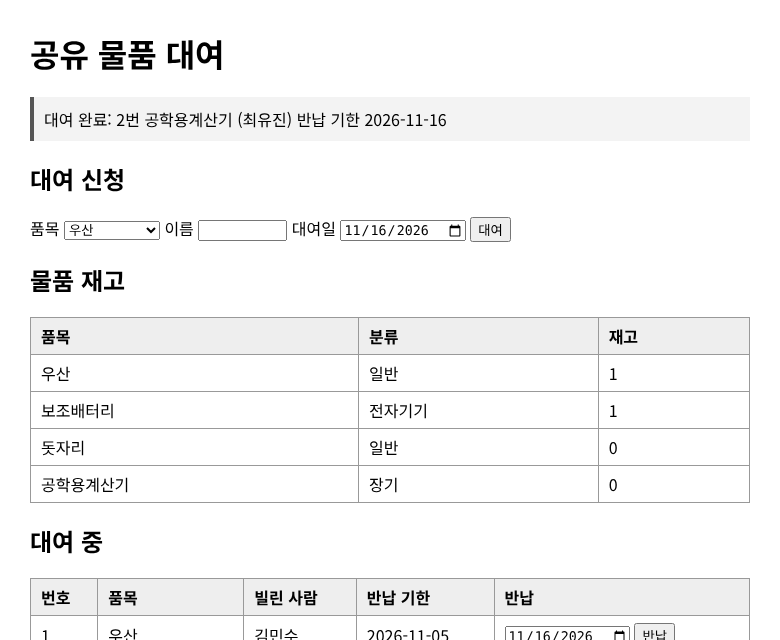 공유 물품 대여
대여 완료: 2번 공학용계산기 (최유진) 반납 기한 2026-11-16
대여 신청
품목 우산 이름 대여일 11/16/2026 대여
물품 재고
품목 분류 재고
우산 일반 1
보조배터리 전자기기 1
돗자리 일반 0
공학용계산기 장기 0
대여 중
번호 품목 빌린 사람 반납 기한 반납
1 우산 김민수 2026-11-05 11/16/2026 반납